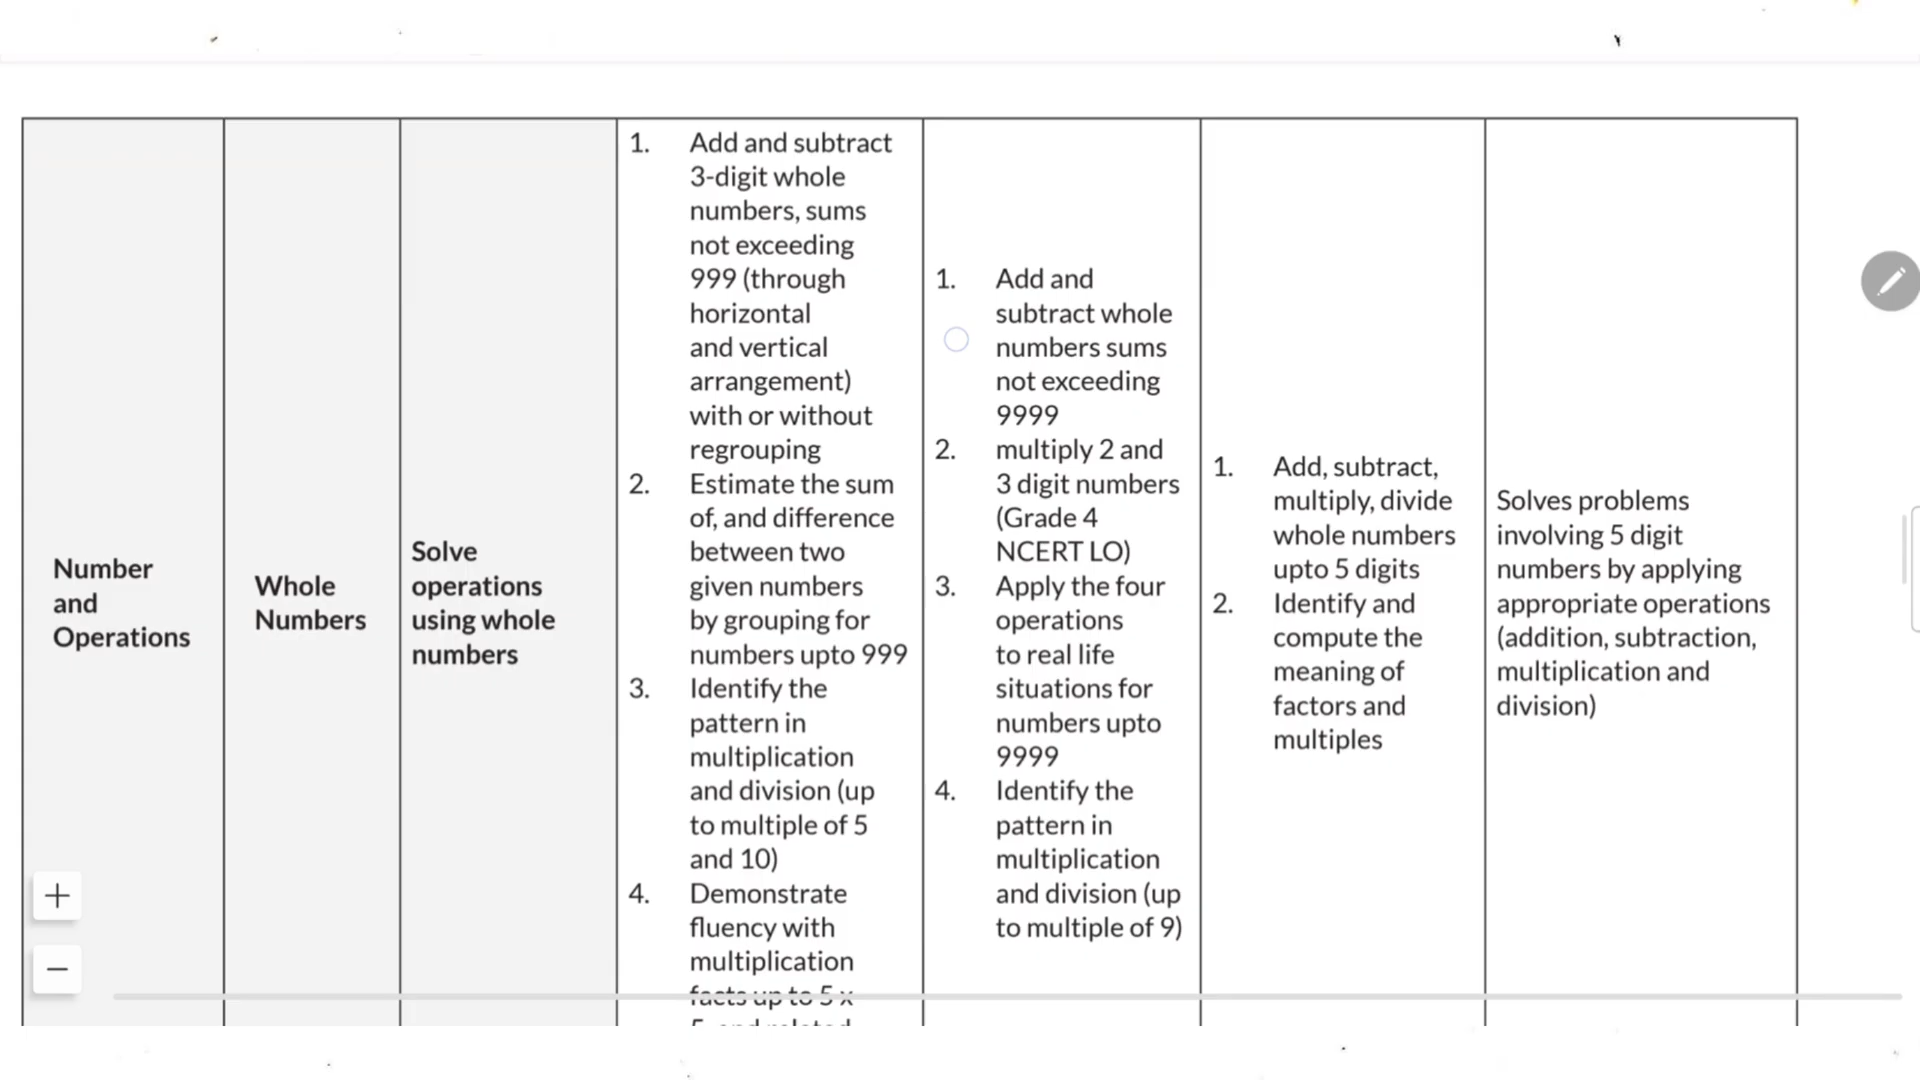 Number
and
Operations
Whole
Numbers
Solve
operations
using whole
numbers
1. Add and subtract
3-digit whole
numbers, sums
not exceeding
999 (through
horizontal
and vertical
arrangement)
with or without
regrouping
2. Estimate the sum
of, and difference
between two
given numbers
by grouping for
numbers upto 999
3. Identify the
pattern in
multiplication
and division (up
to multiple of 5
and 10)
4. Demonstrate
fluency with
multiplication
facts up to 5 x
5, and related
1. Add and
subtract whole
numbers sums
not exceeding
9999
2. multiply 2 and
3 digit numbers
(Grade 4
NCERT LO)
3. Apply the four
operations
to real life
situations for
numbers upto
9999
4. Identify the
pattern in
multiplication
and division (up
to multiple of 9)
1. Add, subtract,
multiply, divide
whole numbers
upto 5 digits
2. Identify and
compute the
meaning of
factors and
multiples
Solves problems
involving 5 digit
numbers by applying
appropriate operations
(addition, subtraction,
multiplication and
division)